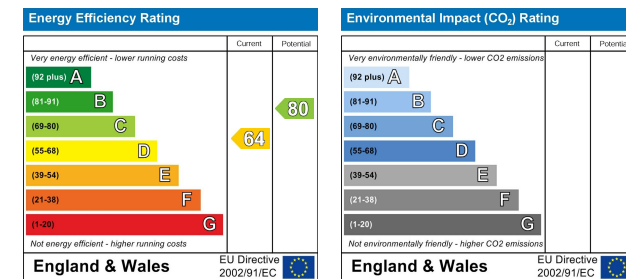 Energy Efficiency Rating
Current Potential
Very energy efficient - lower running costs
(92 plus) A
(81-91) B
(69-80) C
(55-68) D
(39-54) E
(21-38) F
(1-20) G
64
80
Not energy efficient - higher running costs
England & Wales
EU Directive
2002/91/EC
Environmental Impact (CO₂) Rating
Current Potential
Very environmentally friendly - lower CO2 emissions
(92 plus) A
(81-91) B
(69-80) C
(55-68) D
(39-54) E
(21-38) F
(1-20) G
Not environmentally friendly - higher CO2 emissions
England & Wales
EU Directive
2002/91/EC